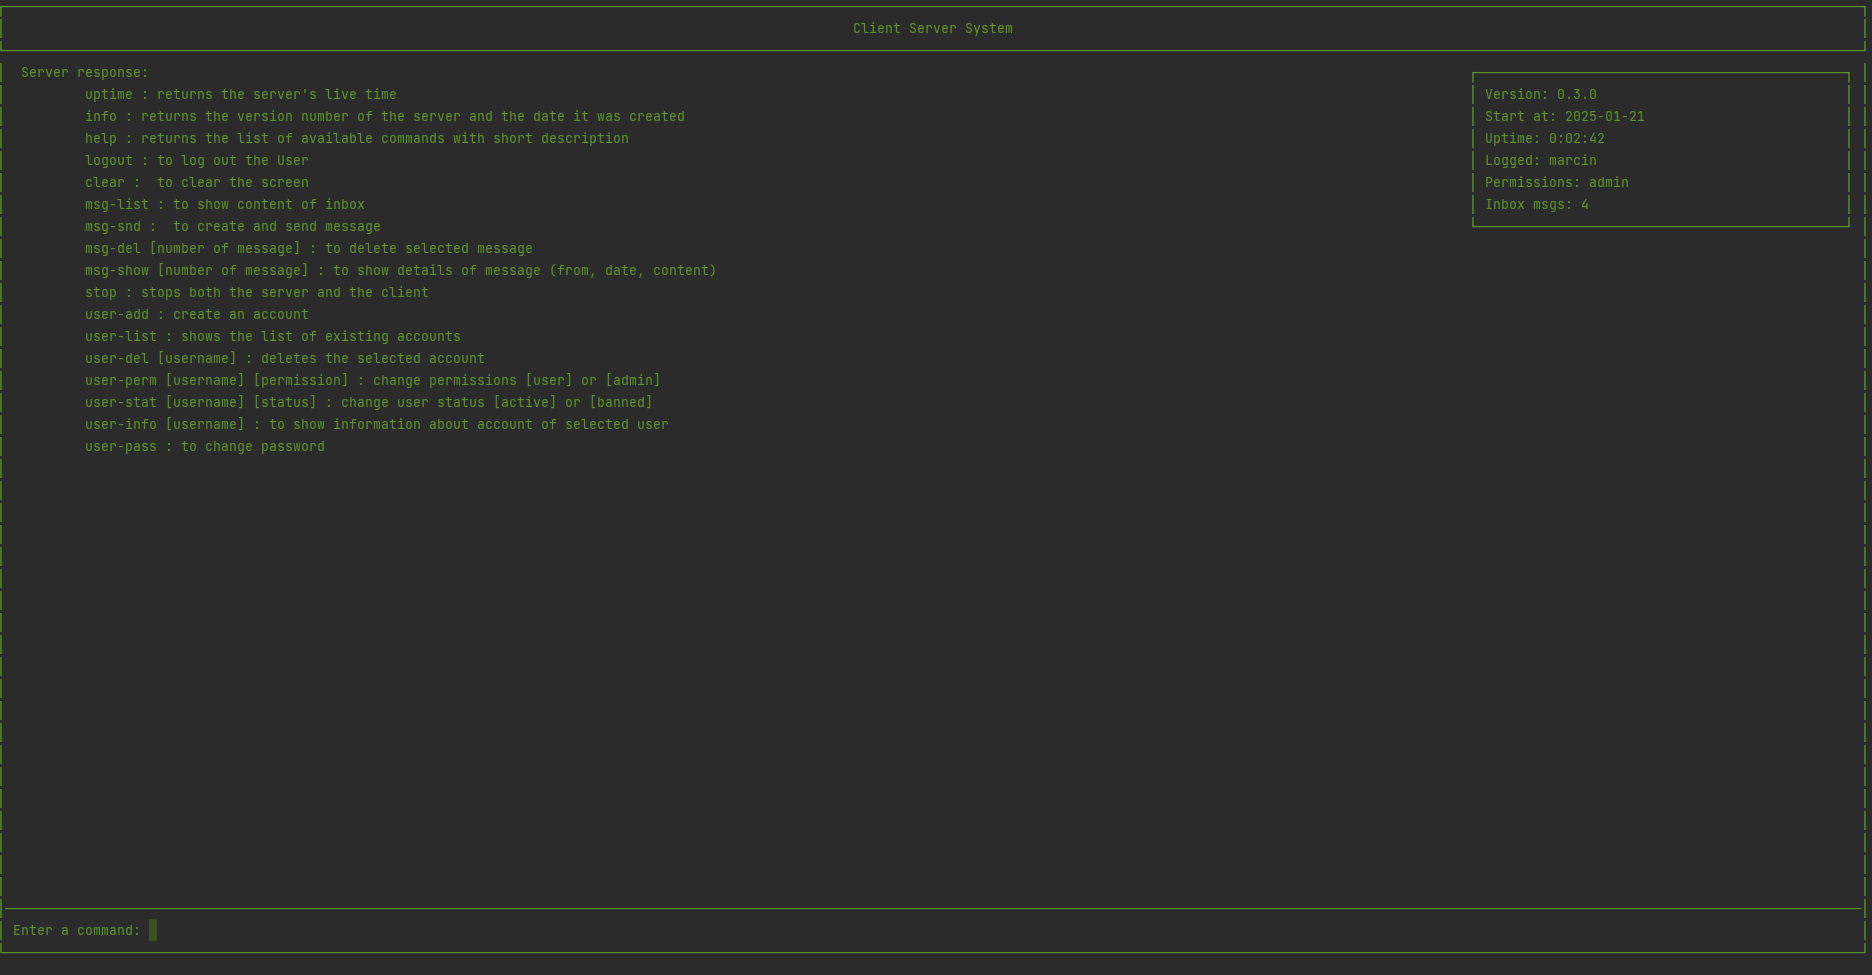 Client Server System
Server response:
uptime : returns the server's live time
info : returns the version number of the server and the date it was created
help : returns the list of available commands with short description
logout : to log out the User
clear :  to clear the screen
msg-list : to show content of inbox
msg-snd :  to create and send message
msg-del [number of message] : to delete selected message
msg-show [number of message] : to show details of message (from, date, content)
stop : stops both the server and the client
user-add : create an account
user-list : shows the list of existing accounts
user-del [username] : deletes the selected account
user-perm [username] [permission] : change permissions [user] or [admin]
user-stat [username] [status] : change user status [active] or [banned]
user-info [username] : to show information about account of selected user
user-pass : to change password
Version: 0.3.0
Start at: 2025-01-21
Uptime: 0:02:42
Logged: marcin
Permissions: admin
Inbox msgs: 4
Enter a command: